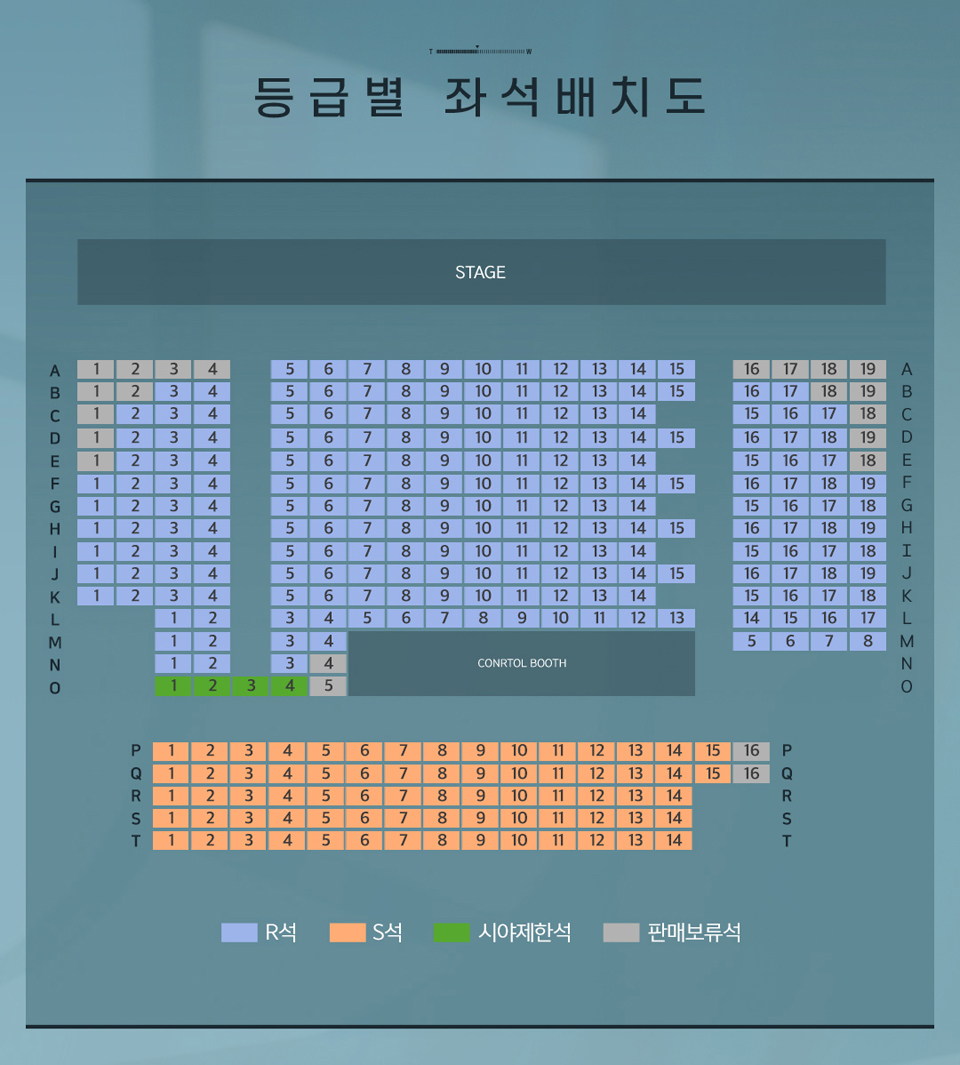 T W
등급별 좌석배치도
STAGE
A 1 2 3 4 5 6 7 8 9 10 11 12 13 14 15 16 17 18 19 A
B 1 2 3 4 5 6 7 8 9 10 11 12 13 14 15 16 17 18 19 B
C 1 2 3 4 5 6 7 8 9 10 11 12 13 14 15 16 17 18 C
D 1 2 3 4 5 6 7 8 9 10 11 12 13 14 15 16 17 18 19 D
E 1 2 3 4 5 6 7 8 9 10 11 12 13 14 15 16 17 18 E
F 1 2 3 4 5 6 7 8 9 10 11 12 13 14 15 16 17 18 19 F
G 1 2 3 4 5 6 7 8 9 10 11 12 13 14 15 16 17 18 G
H 1 2 3 4 5 6 7 8 9 10 11 12 13 14 15 16 17 18 19 H
I 1 2 3 4 5 6 7 8 9 10 11 12 13 14 15 16 17 18 I
J 1 2 3 4 5 6 7 8 9 10 11 12 13 14 15 16 17 18 19 J
K 1 2 3 4 5 6 7 8 9 10 11 12 13 14 15 16 17 18 K
L 1 2 3 4 5 6 7 8 9 10 11 12 13 14 15 16 17 L
M 1 2 3 4 5 6 7 8 M
N 1 2 3 4 CONRTOL BOOTH N
O 1 2 3 4 5 O
P 1 2 3 4 5 6 7 8 9 10 11 12 13 14 15 16 P
Q 1 2 3 4 5 6 7 8 9 10 11 12 13 14 15 16 Q
R 1 2 3 4 5 6 7 8 9 10 11 12 13 14 R
S 1 2 3 4 5 6 7 8 9 10 11 12 13 14 S
T 1 2 3 4 5 6 7 8 9 10 11 12 13 14 T
R석 S석 시야제한석 판매보류석